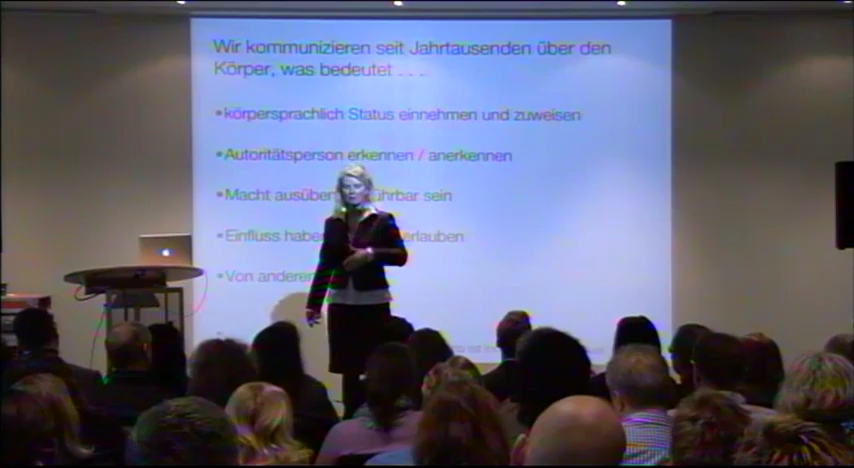 Wir kommunizieren seit Jahrtausenden über den
Körper, was bedeutet . . .
•körpersprachlich Status einnehmen und zuweisen
•Autoritätsperson erkennen / anerkennen
•Macht ausüben führbar sein
•Einfluss habe erlauben
•Von anderen